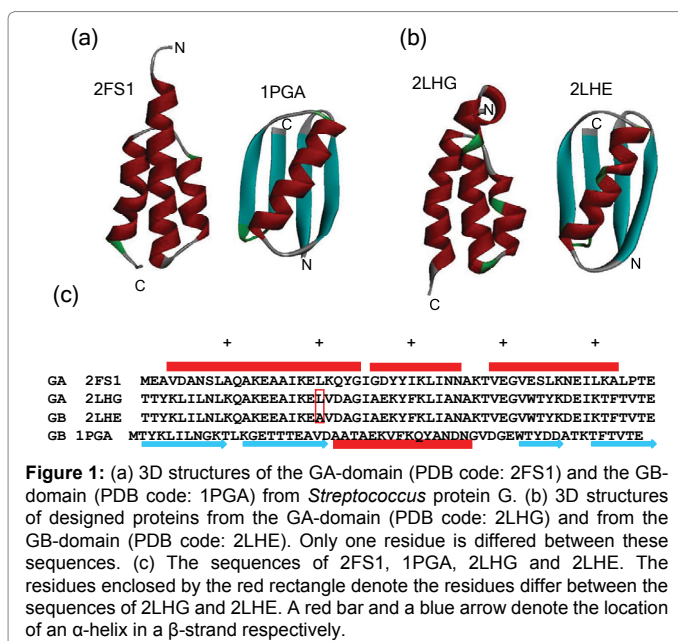 (a)
(b)
N
2FS1
1PGA
C
N
C
2LHG
N
2LHE
C
N
C
(c)
+ + + + +
GA 2FS1 MEAVDANSLAQAKEAAIKELKQYGIGDYYIKLINNAKTVEGVESLKNEILKALPTE
GA 2LHG TTYKLILNLKQAKEEAIKELVDAGIAEKYFKLIANAKTVEGVWTYKDEIKTFTVTE
GB 2LHE TTYKLILNLKQAKEEAIKEAVDAGIAEKYFKLIANAKTVEGVWTYKDEIKTFTVTE
GB 1PGA MTYKLILNGKTLKGETTTEAVDAATAEKVFKQYANDNGVDGEWTYDDATKTFTVTE
Figure 1: (a) 3D structures of the GA-domain (PDB code: 2FS1) and the GB-
domain (PDB code: 1PGA) from Streptococcus protein G. (b) 3D structures
of designed proteins from the GA-domain (PDB code: 2LHG) and from the
GB-domain (PDB code: 2LHE). Only one residue is differed between these
sequences. (c) The sequences of 2FS1, 1PGA, 2LHG and 2LHE. The
residues enclosed by the red rectangle denote the residues differ between the
sequences of 2LHG and 2LHE. A red bar and a blue arrow denote the location
of an α-helix in a β-strand respectively.